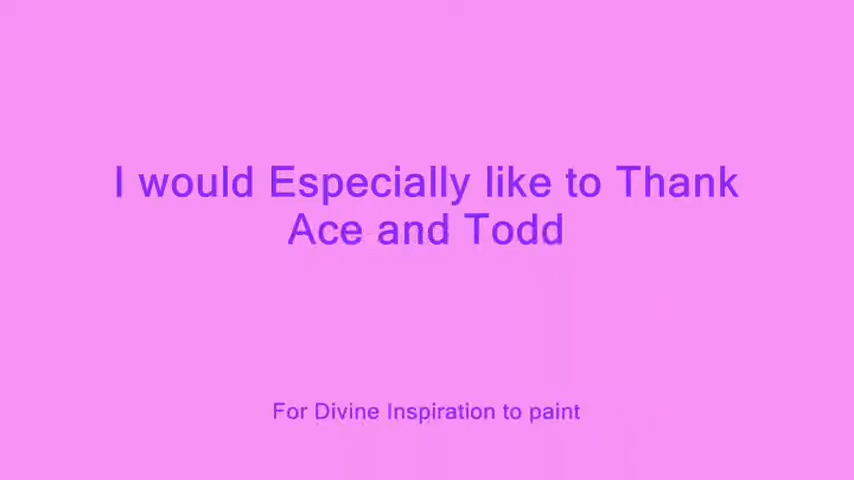 I would Especially like to Thank
Ace and Todd
For Divine Inspiration to paint